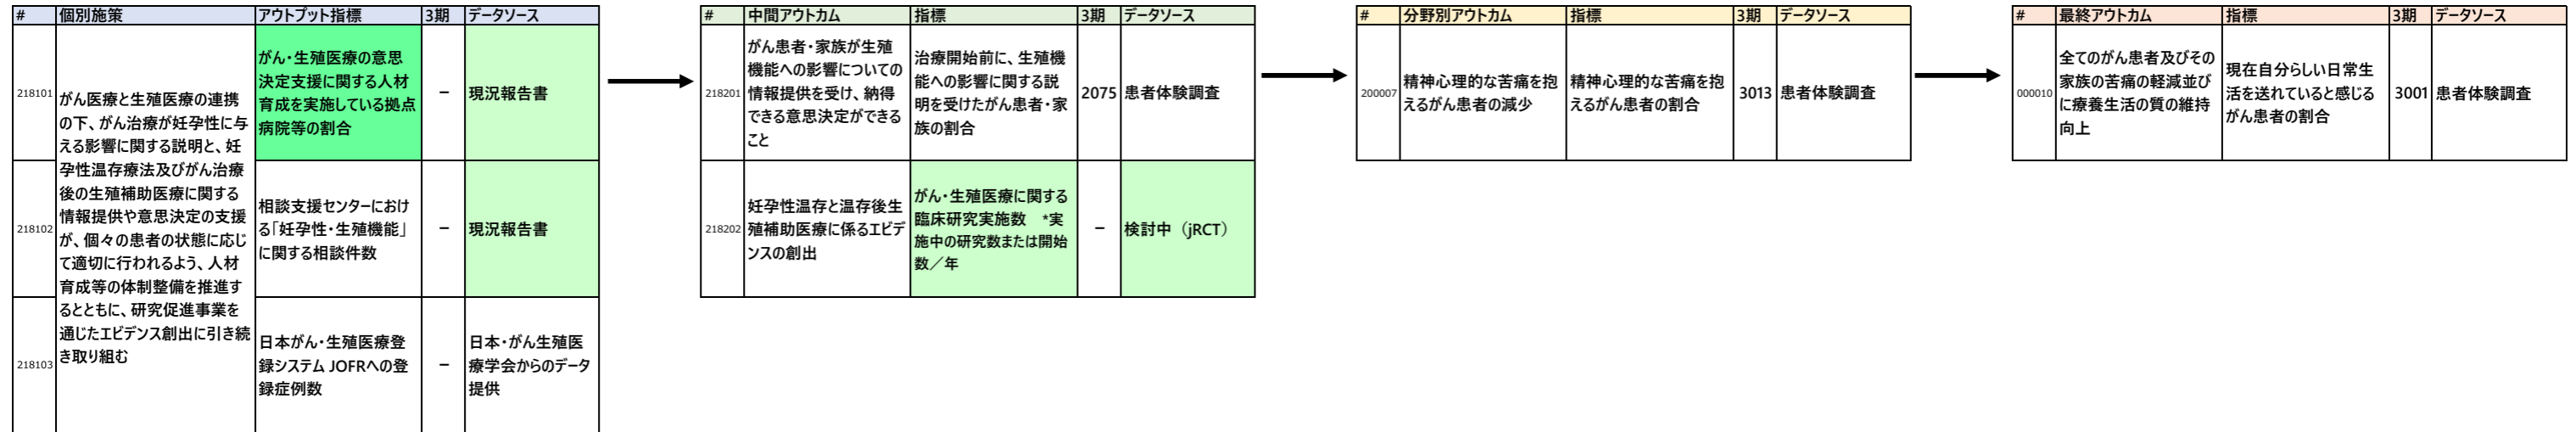 # 個別施策 アウトプット指標 3期 データソース
218101
218102
218103
がん医療と生殖医療の連携
の下、がん治療が妊孕性に与
える影響に関する説明と、妊
孕性温存療法及びがん治療
後の生殖補助医療に関する
情報提供や意思決定の支援
が、個々の患者の状態に応じ
て適切に行われるよう、人材
育成等の体制整備を推進す
るとともに、研究促進事業を
通じたエビデンス創出に引き続
き取り組む
がん・生殖医療の意思
決定支援に関する人材
育成を実施している拠点
病院等の割合
－
現況報告書
相談支援センターにおけ
る「妊孕性・生殖機能」
に関する相談件数
－
現況報告書
日本がん・生殖医療登
録システム JOFRへの登
録症例数
－
日本・がん生殖医
療学会からのデータ
提供
# 中間アウトカム 指標 3期 データソース
218201
がん患者・家族が生殖
機能への影響についての
情報提供を受け、納得
できる意思決定ができる
こと
治療開始前に、生殖機
能への影響に関する説
明を受けたがん患者・家
族の割合
2075
患者体験調査
218202
妊孕性温存と温存後生
殖補助医療に係るエビデ
ンスの創出
がん・生殖医療に関する
臨床研究実施数 *実
施中の研究数または開始
数／年
－
検討中（jRCT）
# 分野別アウトカム 指標 3期 データソース
200007
精神心理的な苦痛を抱
えるがん患者の減少
精神心理的な苦痛を抱
えるがん患者の割合
3013
患者体験調査
# 最終アウトカム 指標 3期 データソース
000010
全てのがん患者及びその
家族の苦痛の軽減並び
に療養生活の質の維持
向上
現在自分らしい日常生
活を送れていると感じる
がん患者の割合
3001
患者体験調査